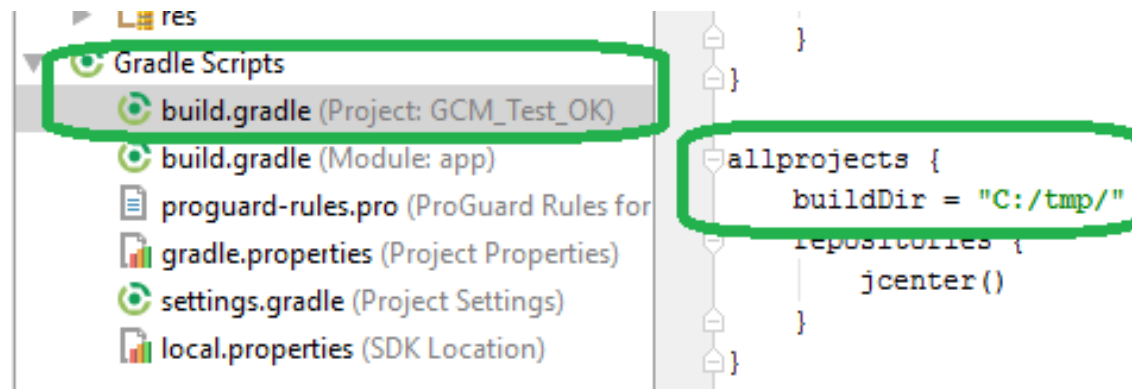 res
Gradle Scripts
build.gradle (Project: GCM_Test_OK)
build.gradle (Module: app)
proguard-rules.pro (ProGuard Rules for
gradle.properties (Project Properties)
settings.gradle (Project Settings)
local.properties (SDK Location)
}
}
allprojects {
buildDir = "C:/tmp/"
repositories {
jcenter()
}
}